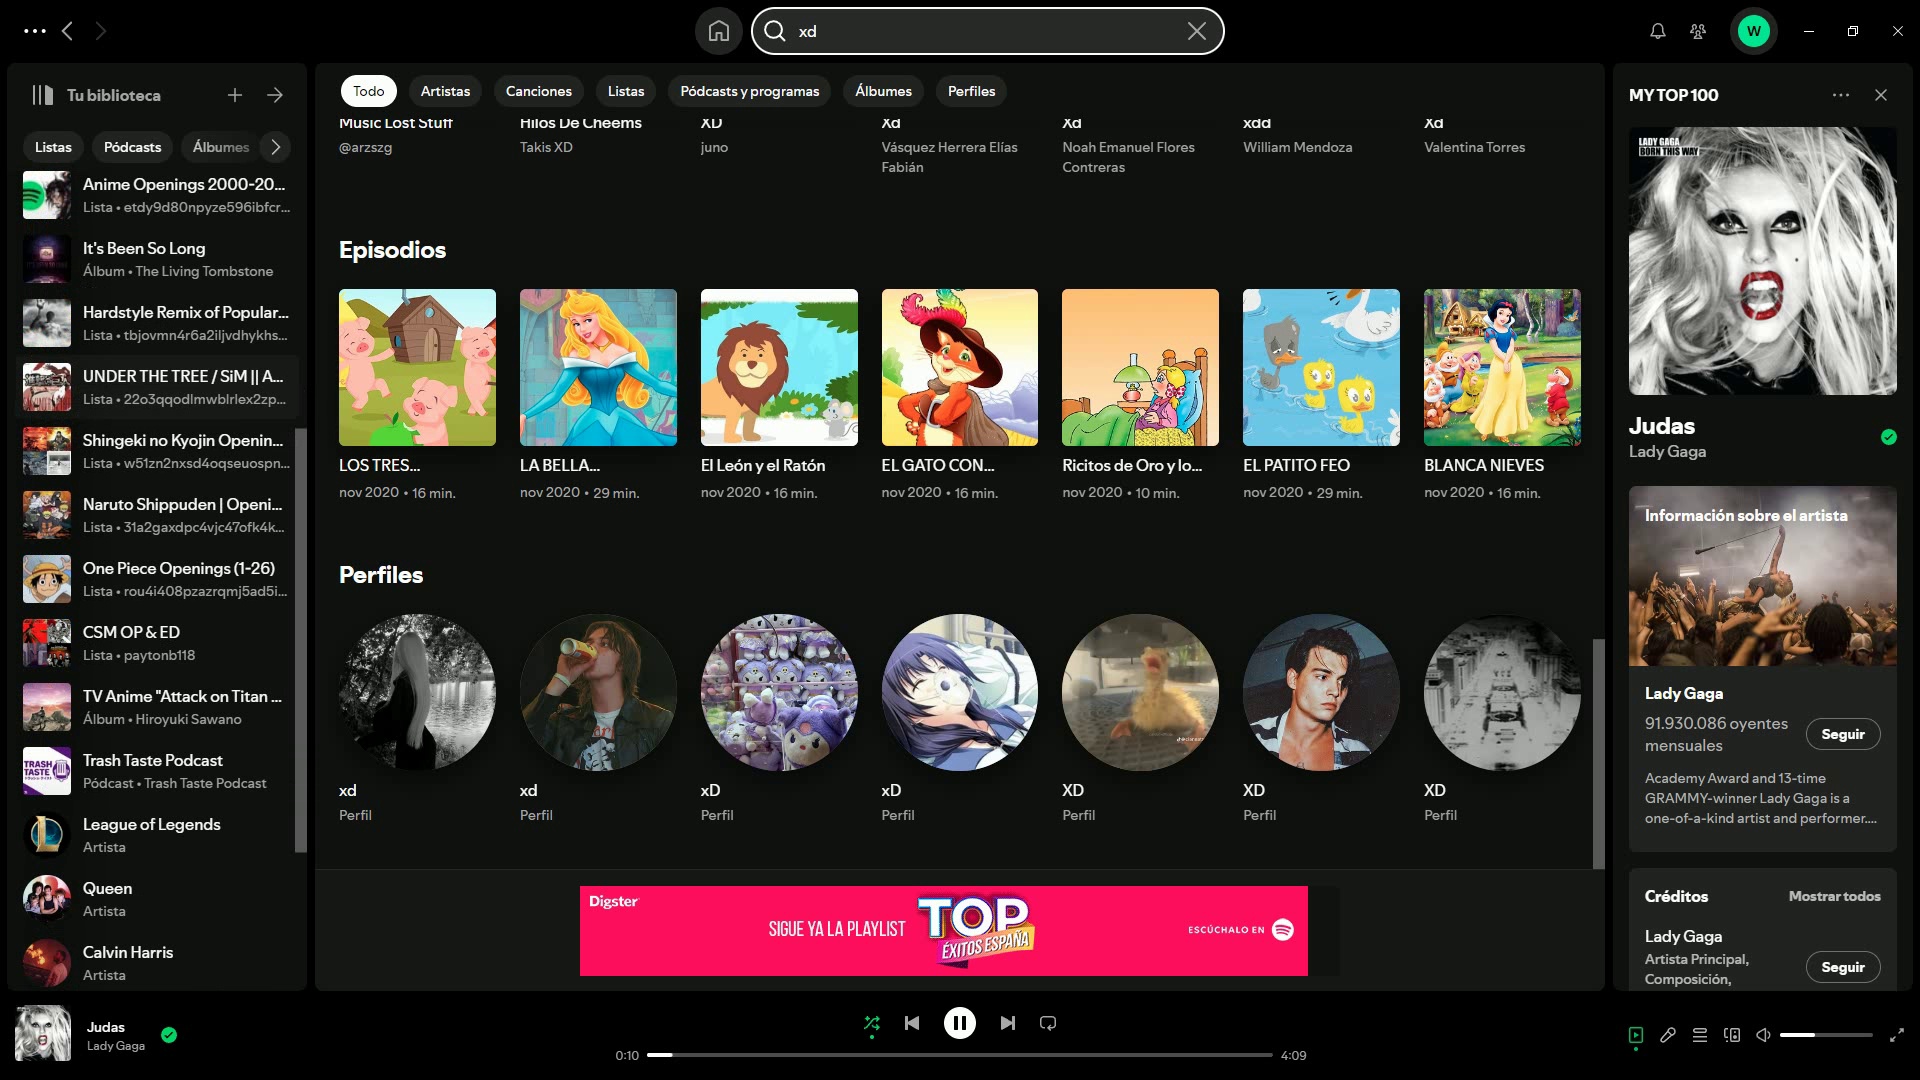 xd
W
Tu biblioteca
Listas
Pódcasts
Álbumes
Anime Openings 2000-20...
Lista • etdy9d80npyze596ibfcr...
It's Been So Long
Álbum • The Living Tombstone
Hardstyle Remix of Popular...
Lista • tbjovmn4r6a2iljvdhykhs...
UNDER THE TREE / SiM || A...
Lista • 22o3qqodlmwblrlex2zp...
Shingeki no Kyojin Openin...
Lista • w51zn2nxsd4oqseuospn...
Naruto Shippuden | Openi...
Lista • 31a2gaxdpc4vjc47ofk4k...
One Piece Openings (1-26)
Lista • rou4i408pzazrqmj5ad5i...
CSM OP & ED
Lista • paytonb118
TV Anime "Attack on Titan ...
Álbum • Hiroyuki Sawano
TRASH
TASTE
Trash Taste Podcast
Pódcast • Trash Taste Podcast
League of Legends
Artista
Queen
Artista
Calvin Harris
Artista
Todo
Artistas
Canciones
Listas
Pódcasts y programas
Álbumes
Perfiles
Music Lost Stuff
@arzszg
Hilos De Cheems
Takis XD
XD
juno
Xd
Vásquez Herrera Elías
Fabián
Xd
Noah Emanuel Flores
Contreras
xdd
William Mendoza
Xd
Valentina Torres
Episodios
LOS TRES...
nov 2020 • 16 min.
LA BELLA...
nov 2020 • 29 min.
El León y el Ratón
nov 2020 • 16 min.
EL GATO CON...
nov 2020 • 16 min.
Ricitos de Oro y lo...
nov 2020 • 10 min.
EL PATITO FEO
nov 2020 • 29 min.
BLANCA NIEVES
nov 2020 • 16 min.
Perfiles
xd
Perfil
xd
Perfil
xD
Perfil
xD
Perfil
XD
Perfil
XD
Perfil
XD
Perfil
Digster
SIGUE YA LA PLAYLIST
TOP
ÉXITOS ESPAÑA
ESCÚCHALO EN
MY TOP 100
LADY GAGA
BORN THIS WAY
Judas
Lady Gaga
Información sobre el artista
Lady Gaga
91.930.086 oyentes
mensuales
Seguir
Academy Award and 13-time
GRAMMY-winner Lady Gaga is a
one-of-a-kind artist and performer....
Créditos
Mostrar todos
Lady Gaga
Artista Principal,
Composición,
Seguir
Judas
Lady Gaga
0:10
4:09